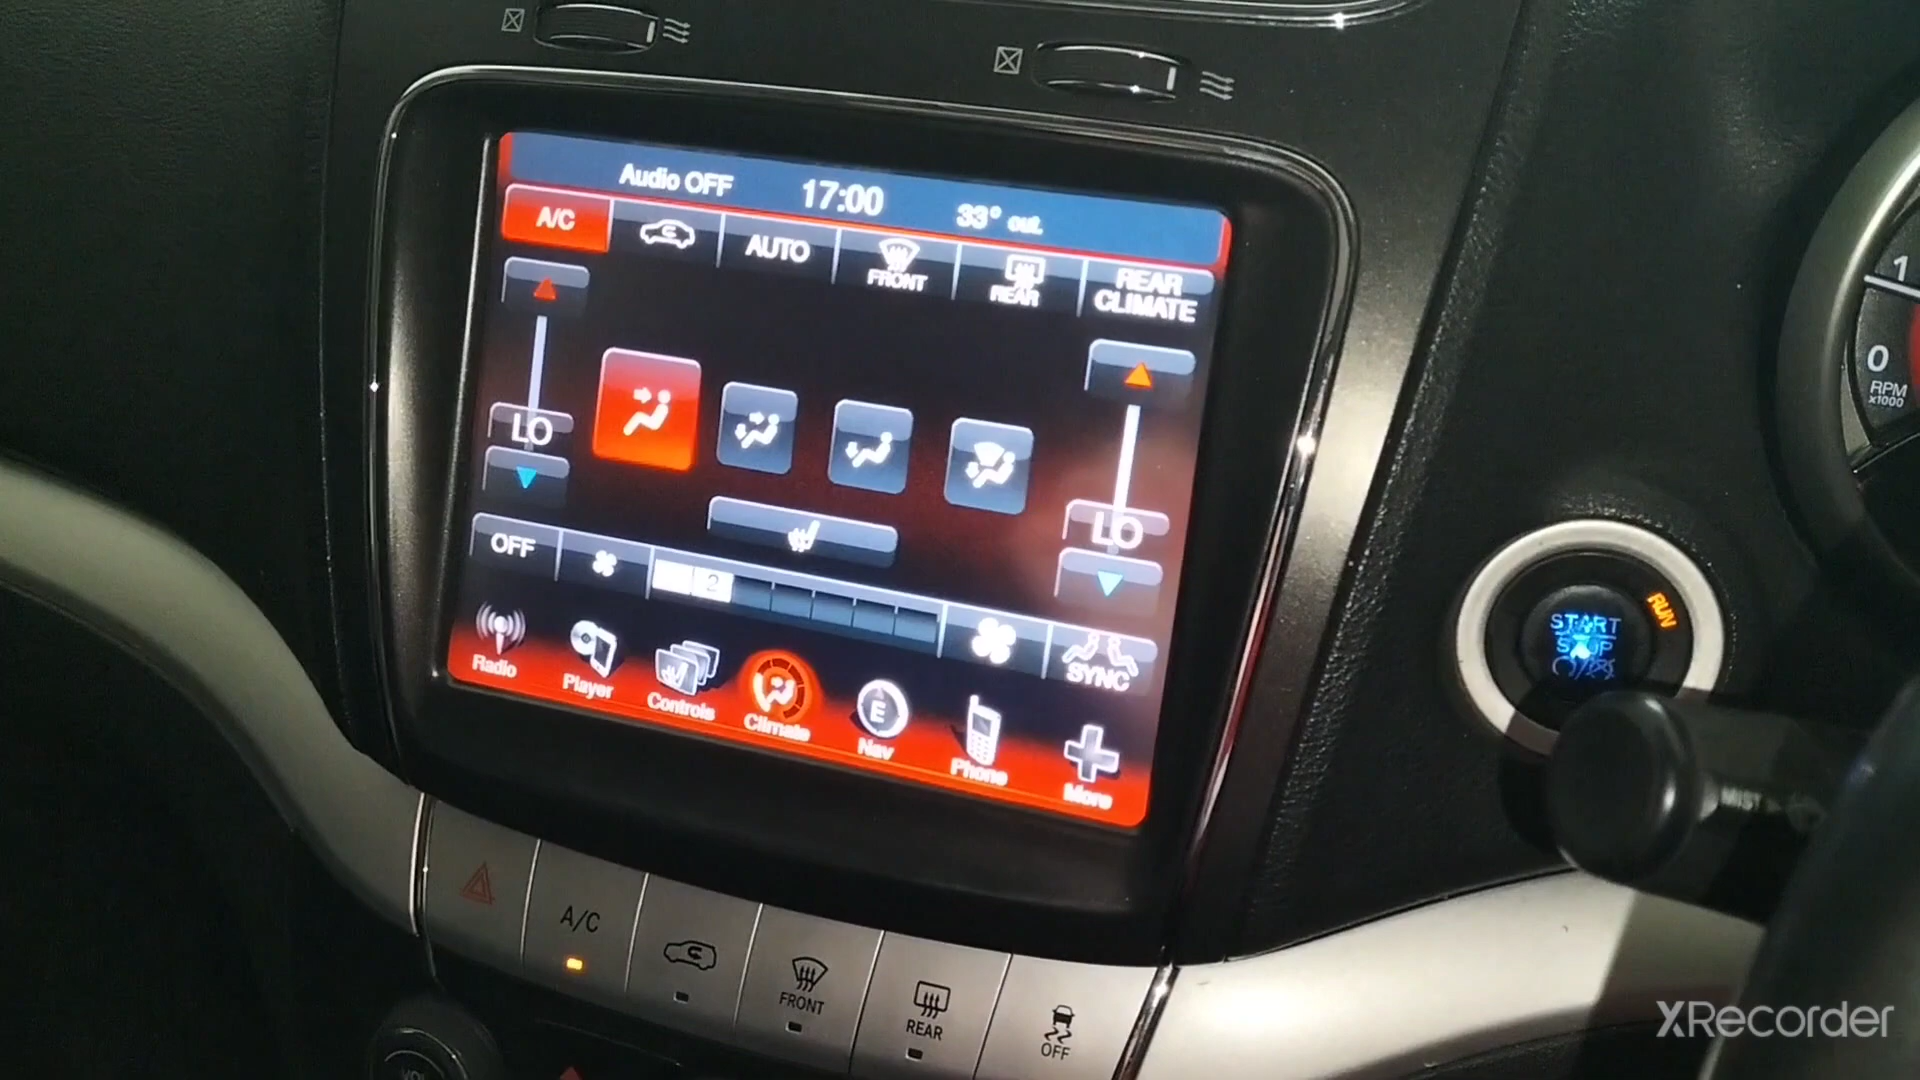 Audio OFF 17:00 33° out.
A/C AUTO FRONT REAR REAR CLIMATE
LO
LO
OFF 2 SYNC
Radio Player Controls Climate E Nav Phone More
A/C FRONT REAR OFF
START
STOP
RUN
MIST
1
0
RPM
x1000
XRecorder